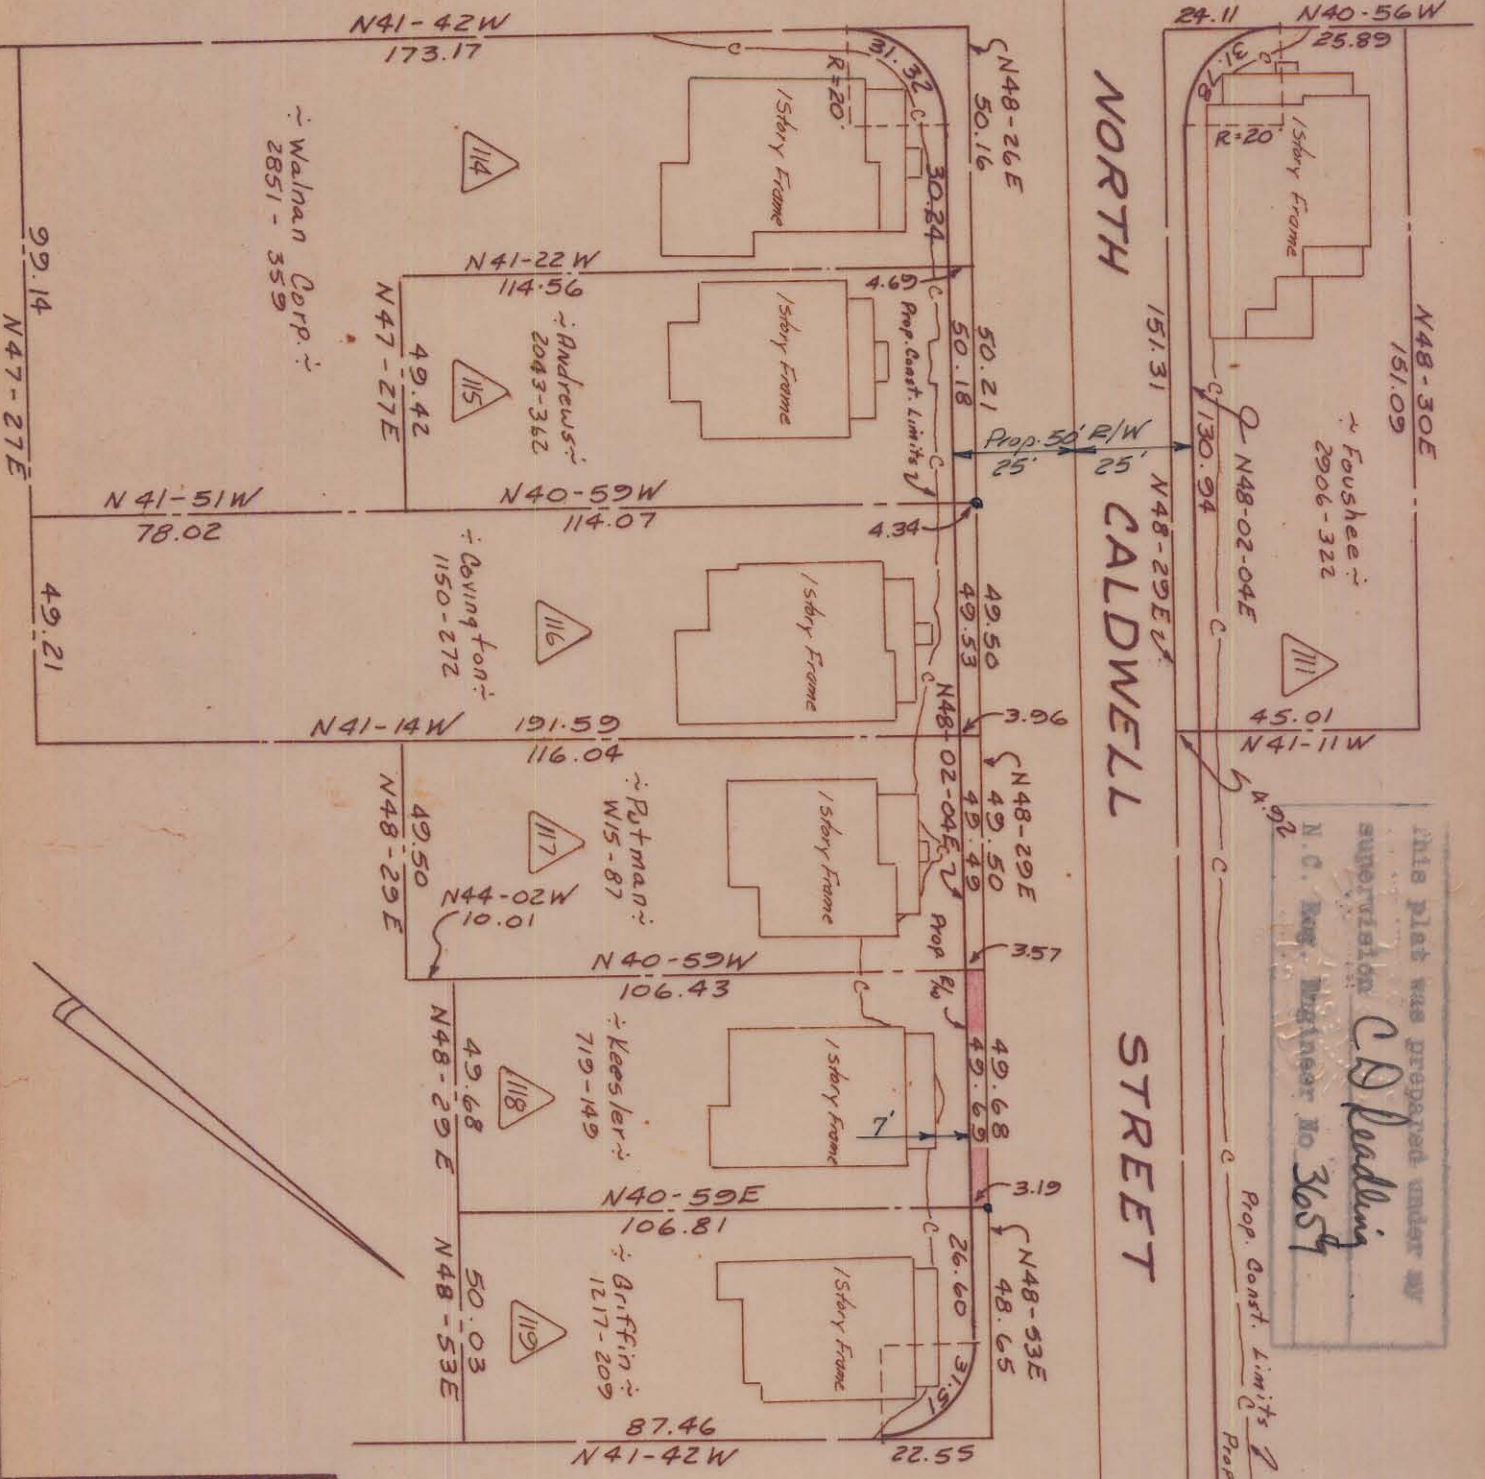 N41-42W
173.17
24.11
N40-56W
25.89
31.32
R=20'
N48-26E
50.16
30.24
1 Story Frame
114
~ Walnan Corp. ~
2851 - 359
99.14
N47-27E
NORTH CALDWELL STREET
31.78
R=20'
1 Story Frame
151.31
N48-29E
130.94
N48-02-04E
N48-30E
151.09
~ Foushee ~
2906-322
111
45.01
N41-11W
4.92
N41-22W
114.56
4.69
Prop. Const. Limits
50.21
50.18
Prop. 50' R/W
25'
25'
1 Story Frame
~ Andrews ~
2043-362
115
49.42
N47-27E
N41-51W
78.02
N40-59W
114.07
4.34
49.50
49.53
1 Story Frame
116
~ Covington ~
1150-272
49.21
N41-14W
191.59
116.04
3.96
N48-02-04E
N48-29E
49.50
49.49
1 Story Frame
~ Putman ~
W15-87
117
49.50
N48-29E
N44-02W
10.01
N40-59W
106.43
3.57
Prop R/W
49.68
49.69
7'
1 Story Frame
~ Keesler ~
719-149
118
49.68
N48-29E
N40-59E
106.81
3.19
N48-53E
48.65
26.60
31.51
1 Story Frame
~ Griffin ~
1217-209
119
50.03
N48-53E
87.46
N41-42W
22.55
This plat was prepared under my
supervision C D Deadling
N.C. Reg. Engineer No 3659
Prop. Const. Limits
Prop
C